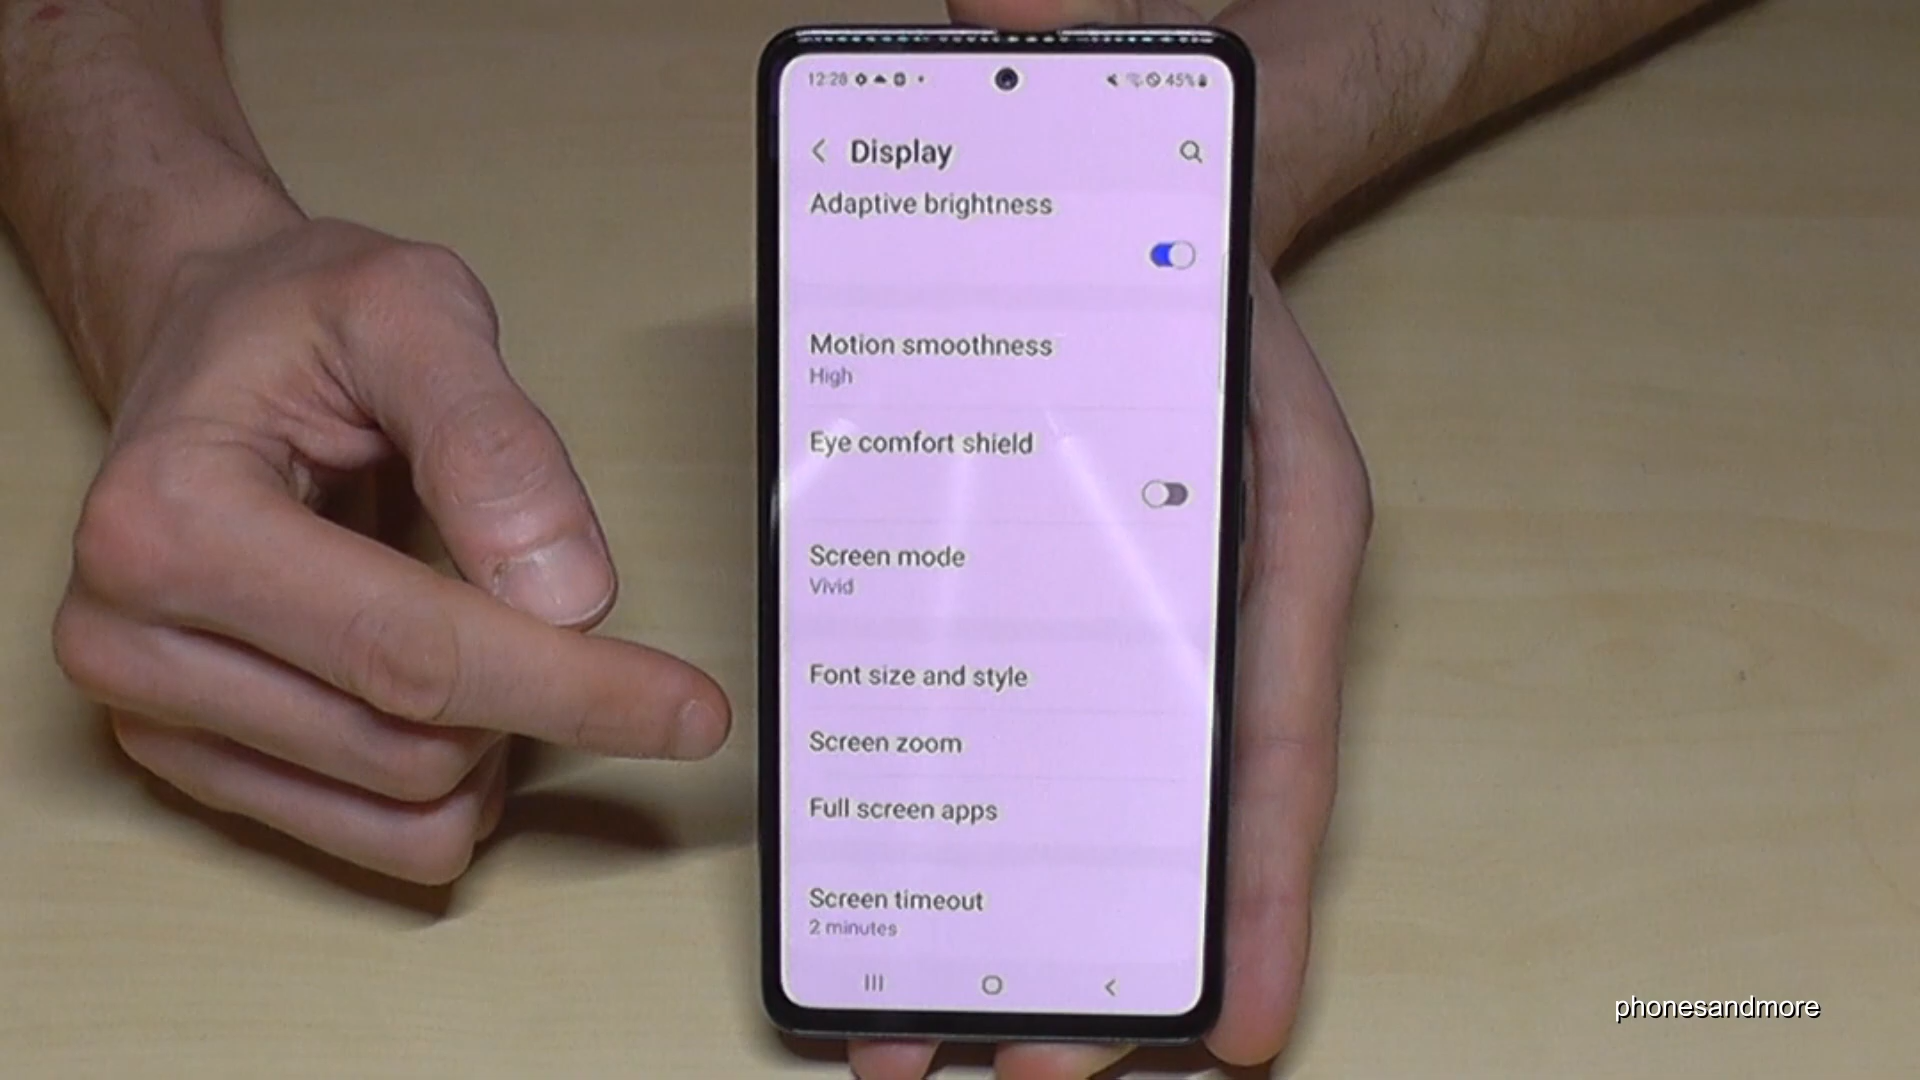 12:28
45%
Display
Adaptive brightness
Motion smoothness
High
Eye comfort shield
Screen mode
Vivid
Font size and style
Screen zoom
Full screen apps
Screen timeout
2 minutes
phonesandmore